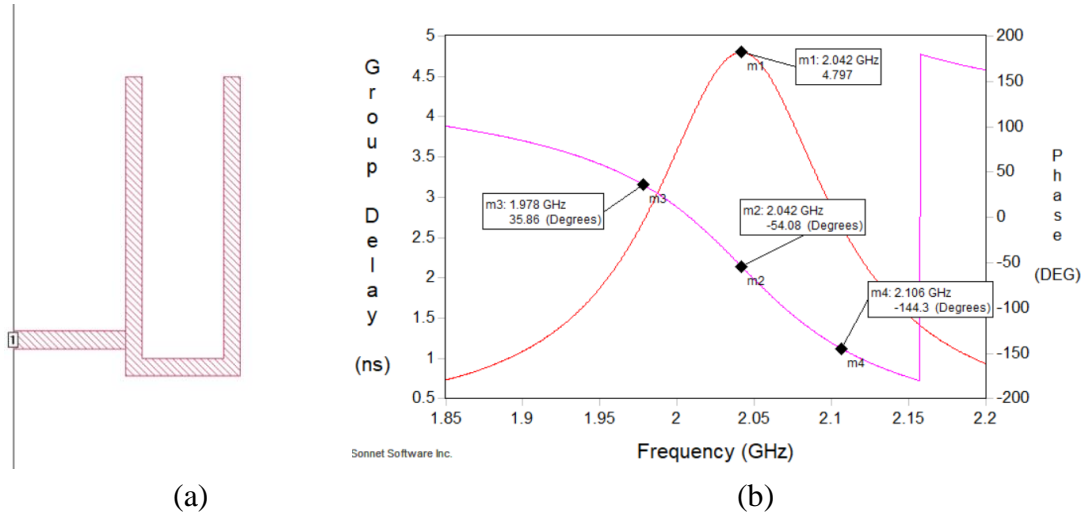 1
Group Delay (ns)
5
4.5
4
3.5
3
2.5
2
1.5
1
0.5
m1
m1: 2.042 GHz
4.797
m3: 1.978 GHz
35.86 (Degrees)
m3
m2: 2.042 GHz
-54.08 (Degrees)
m2
m4: 2.106 GHz
-144.3 (Degrees)
m4
200
150
100
50
0
-50
-100
-150
-200
Phase (DEG)
1.85
1.9
1.95
2
2.05
2.1
2.15
2.2
Sonnet Software Inc.
Frequency (GHz)
(a)
(b)